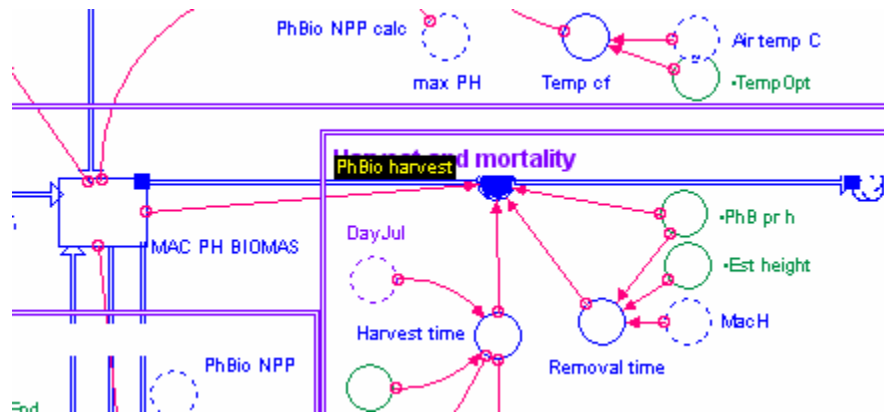 PhBio NPP calc
max PH
Temp cf
Air temp C
•TempOpt
Harvest and mortality
PhBio harvest
MAC PH BIOMAS
•PhB pr h
DayJul
•Est height
Harvest time
MacH
PhBio NPP
Removal time
End